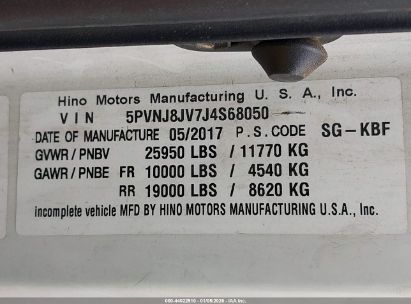 Hino Motors Manufacturing U. S. A., Inc.
VIN 5PVNJ8JV7J4S68050
DATE OF MANUFACTURE 05/2017 P.S. CODE SG-KBF
GVWR / PNBV 25950 LBS / 11770 KG
GAWR / PNBE FR 10000 LBS / 4540 KG
RR 19000 LBS / 8620 KG
incomplete vehicle MFD BY HINO MOTORS MANUFACTURING U.S.A., Inc.